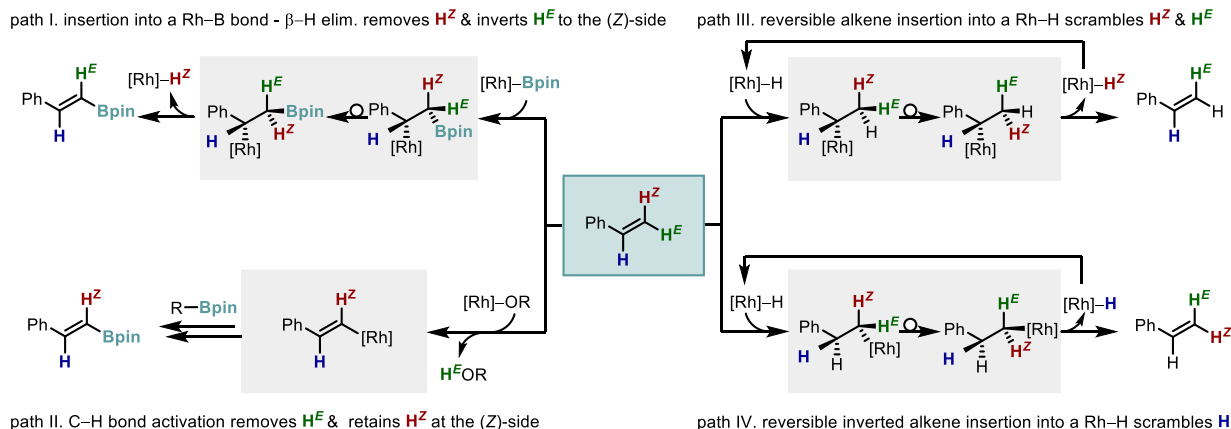 path I. insertion into a Rh–B bond - β–H elim. removes H^Z & inverts H^E to the (Z)-side
H^E
Ph
Bpin
H
[Rh]–H^Z
H^E
Ph
Bpin
H
H^Z
[Rh]
H^Z
Ph
H^E
H
Bpin
[Rh]
[Rh]–Bpin
path III. reversible alkene insertion into a Rh–H scrambles H^Z & H^E
[Rh]–H
H^Z
Ph
H^E
H
H
[Rh]
H^E
Ph
H
H
H^Z
[Rh]
[Rh]–H^Z
H^E
Ph
H
H
H^Z
Ph
H^E
H
H^Z
Ph
Bpin
H
R–Bpin
H^Z
Ph
[Rh]
H
[Rh]–OR
H^EOR
path II. C–H bond activation removes H^E & retains H^Z at the (Z)-side
[Rh]–H
H^Z
Ph
H^E
[Rh]
H
H
H^E
Ph
[Rh]
H^Z
H
H
[Rh]–H
H^E
Ph
H^Z
H
path IV. reversible inverted alkene insertion into a Rh–H scrambles H